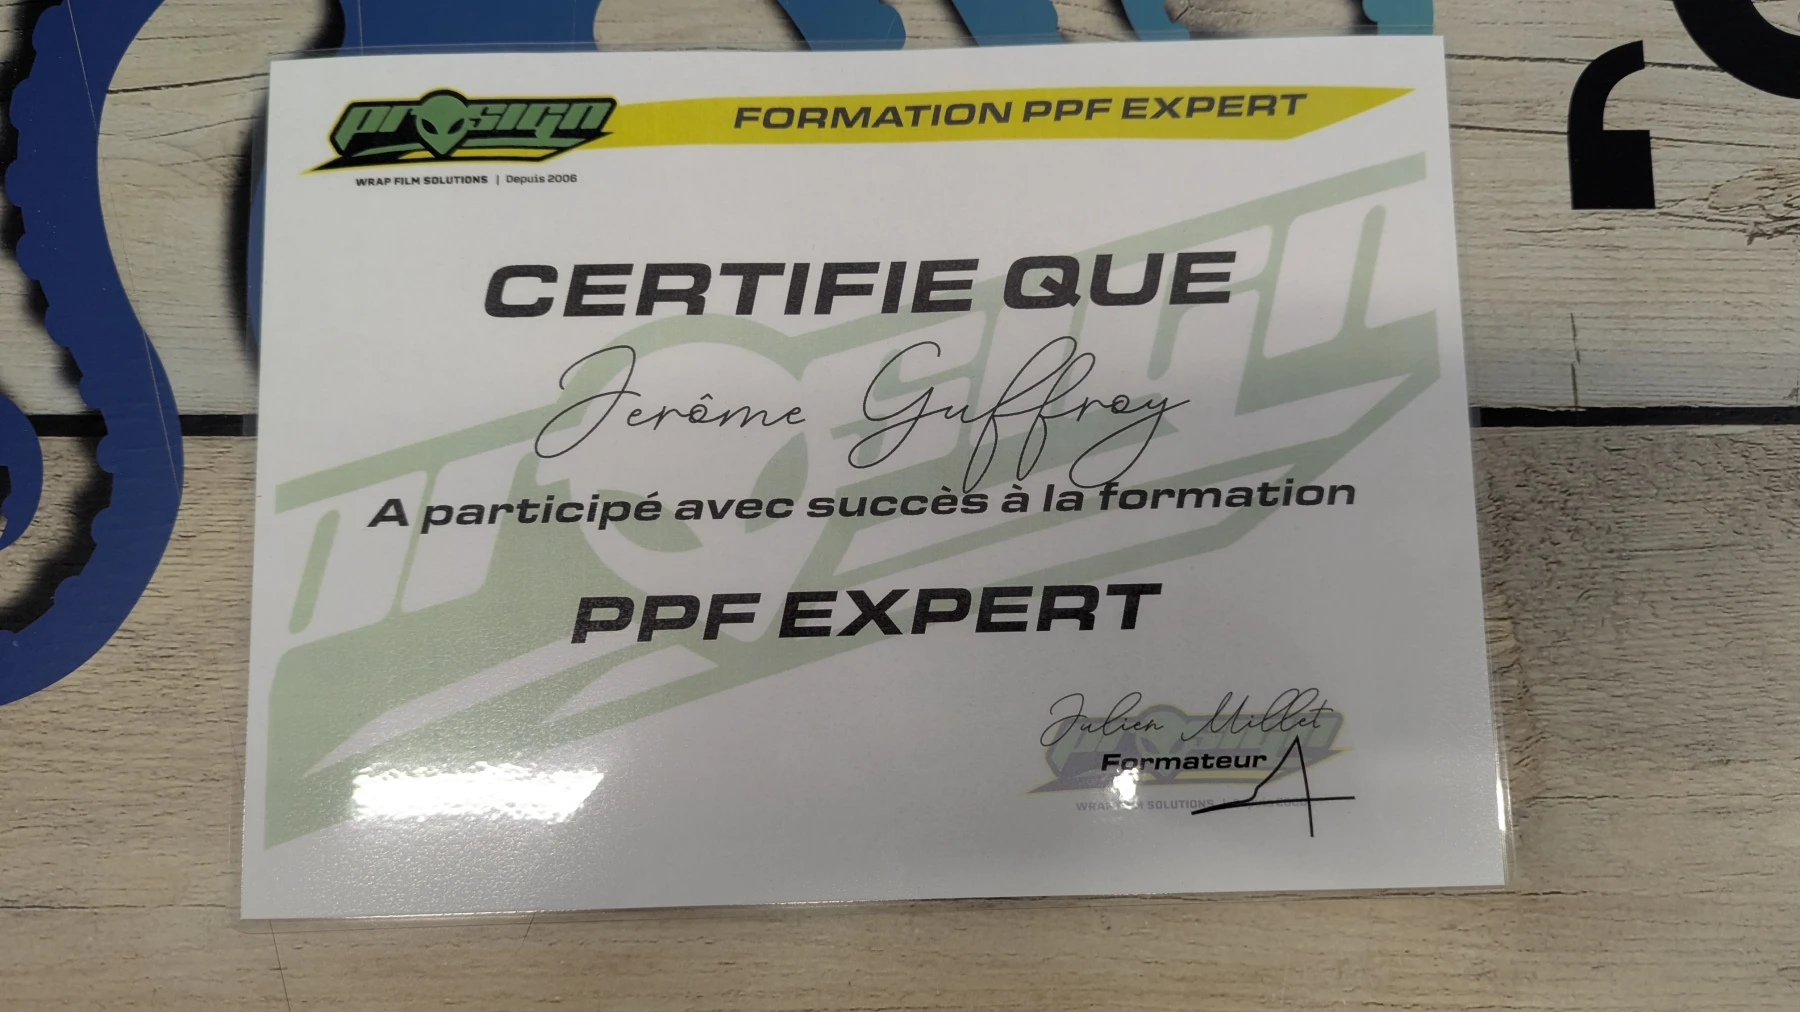 prosign
FORMATION PPF EXPERT
WRAP FILM SOLUTIONS | Depuis 2006
CERTIFIE QUE
Jerôme Guffroy
A participé avec succès à la formation
PPF EXPERT
Julien Millet
Formateur